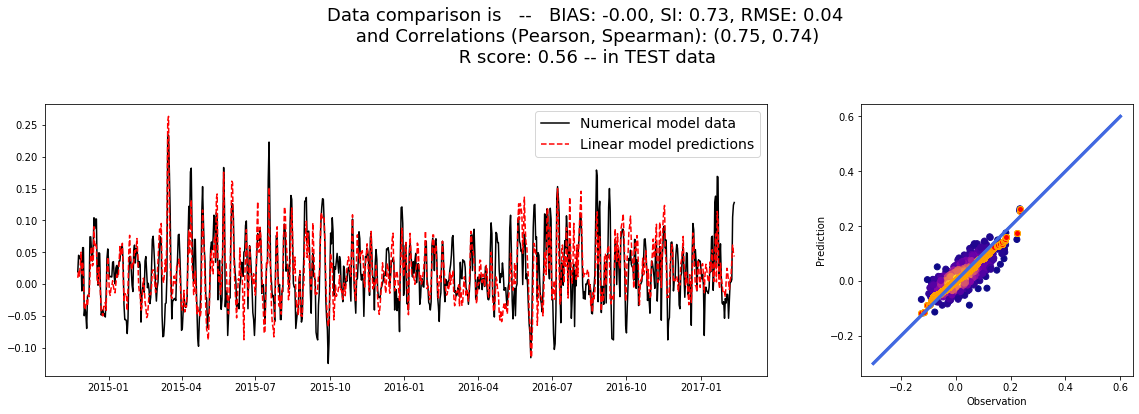 Data comparison is -- BIAS: -0.00, SI: 0.73, RMSE: 0.04
and Correlations (Pearson, Spearman): (0.75, 0.74)
R score: 0.56 -- in TEST data
0.25
0.20
0.15
0.10
0.05
0.00
−0.05
−0.10
2015-01 2015-04 2015-07 2015-10 2016-01 2016-04 2016-07 2016-10 2017-01
Numerical model data
Linear model predictions
Prediction
0.6
0.4
0.2
0.0
−0.2
−0.2 0.0 0.2 0.4 0.6
Observation